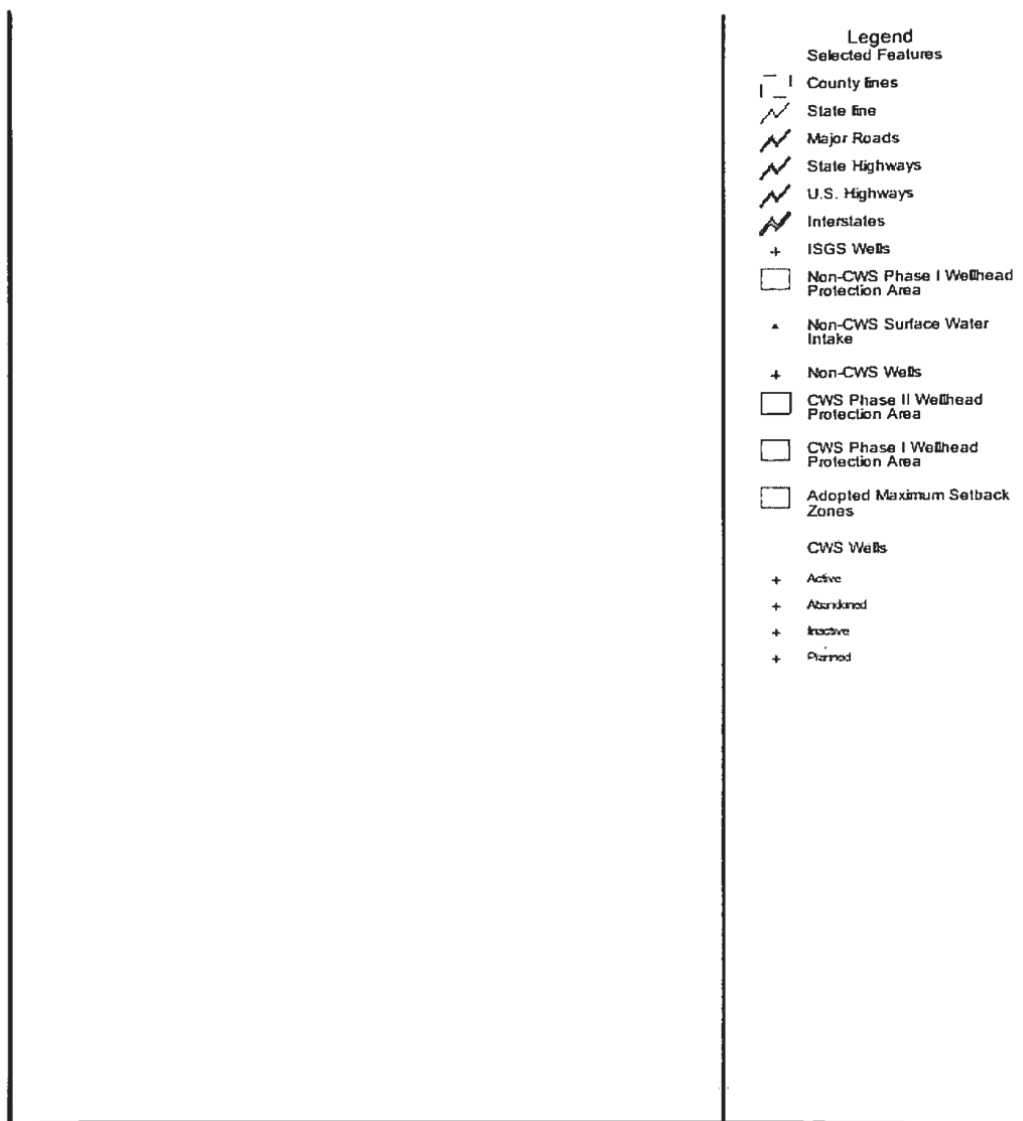 Legend
Selected Features
County lines
State line
Major Roads
State Highways
U.S. Highways
Interstates
ISGS Wells
Non-CWS Phase I Wellhead
Protection Area
Non-CWS Surface Water
Intake
Non-CWS Wells
CWS Phase II Wellhead
Protection Area
CWS Phase I Wellhead
Protection Area
Adopted Maximum Setback
Zones
CWS Wells
Active
Abandoned
Inactive
Planned